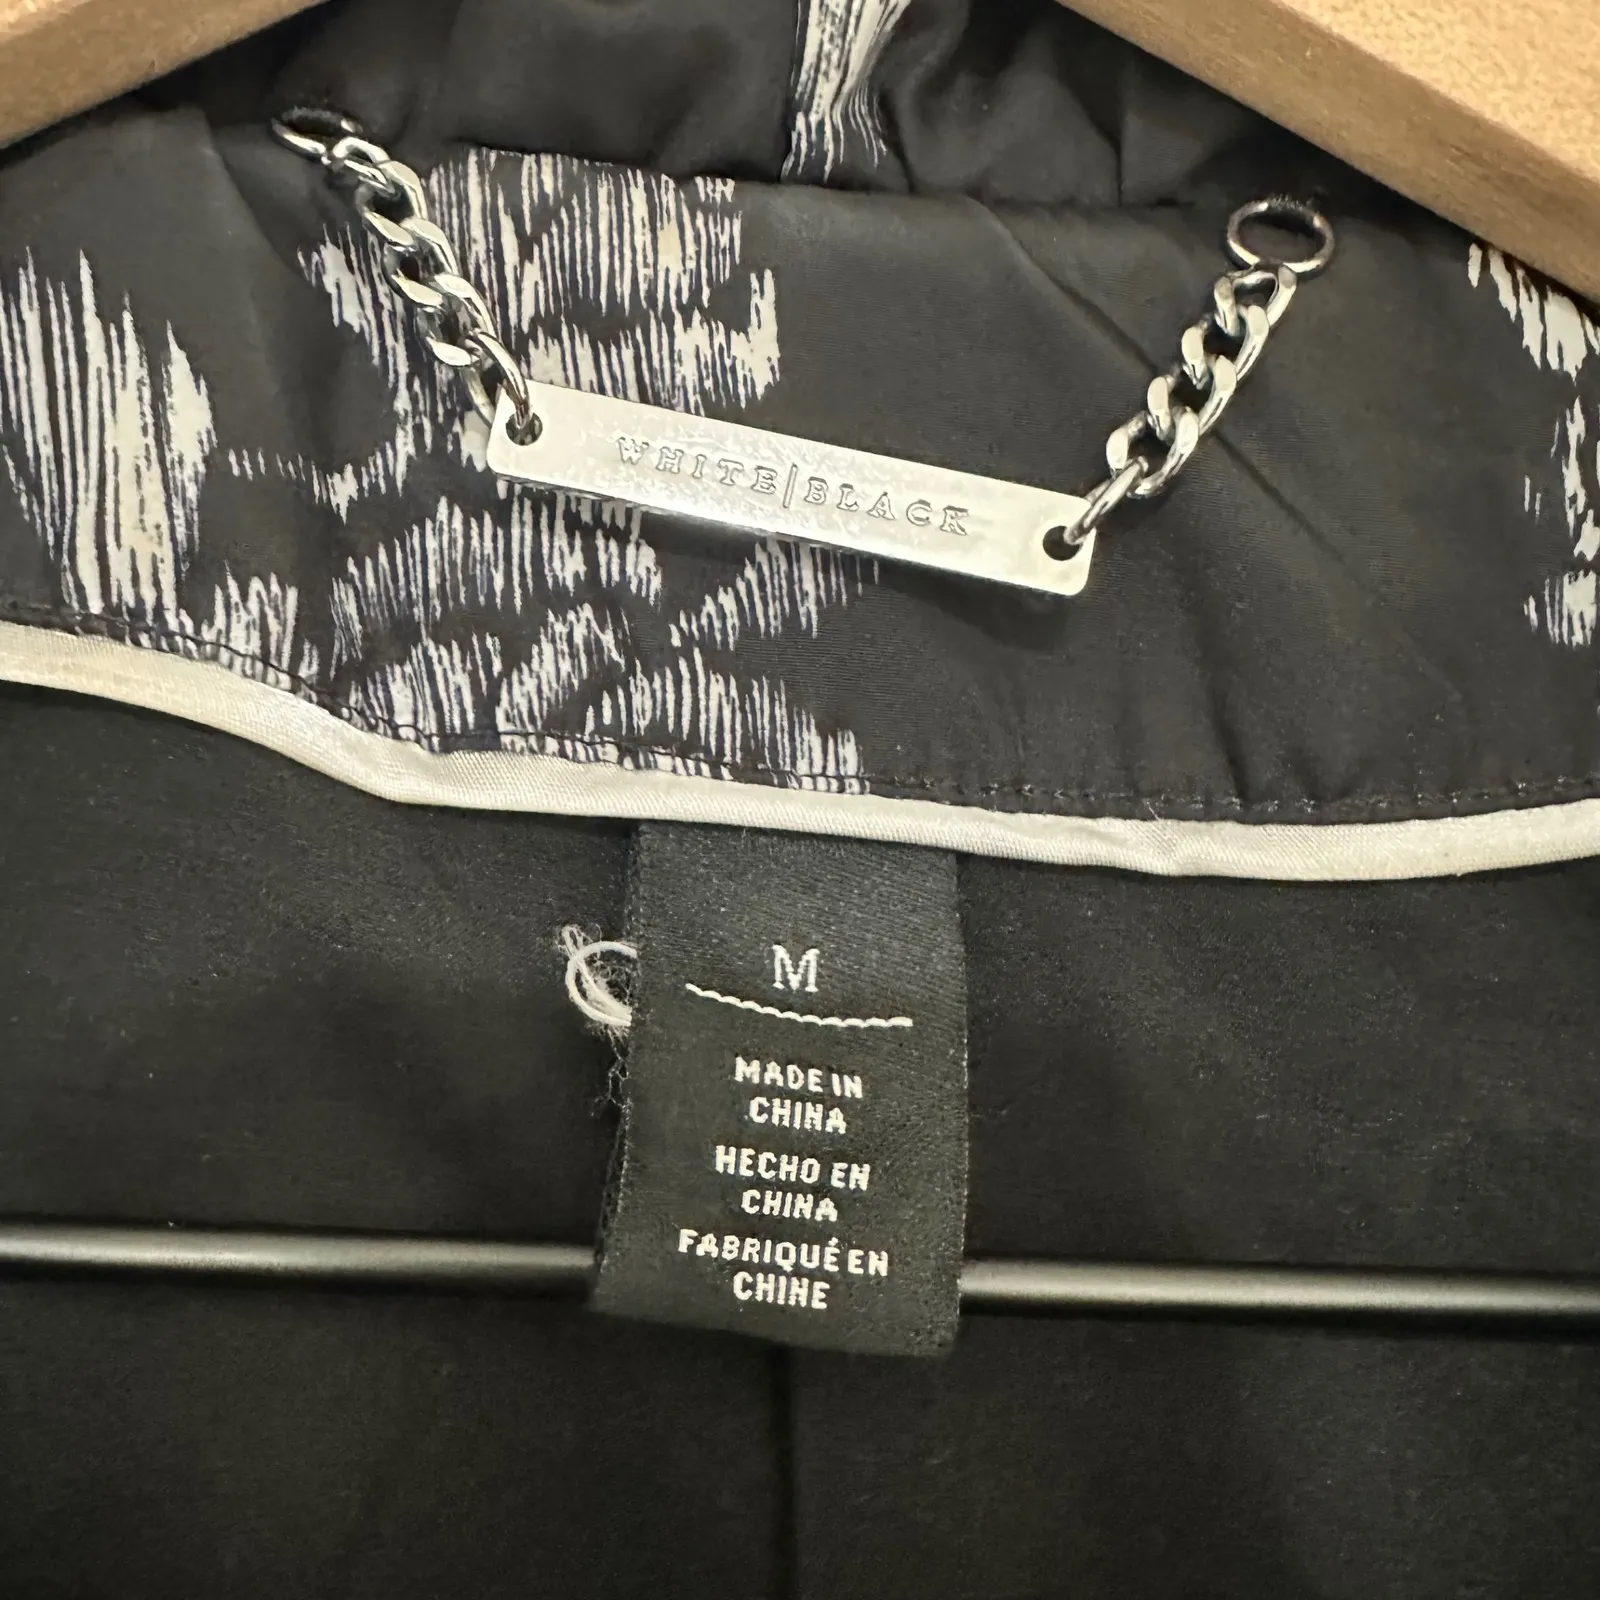 WHITE|BLACK
M
MADE IN
CHINA
HECHO EN
CHINA
FABRIQUÉ EN
CHINE